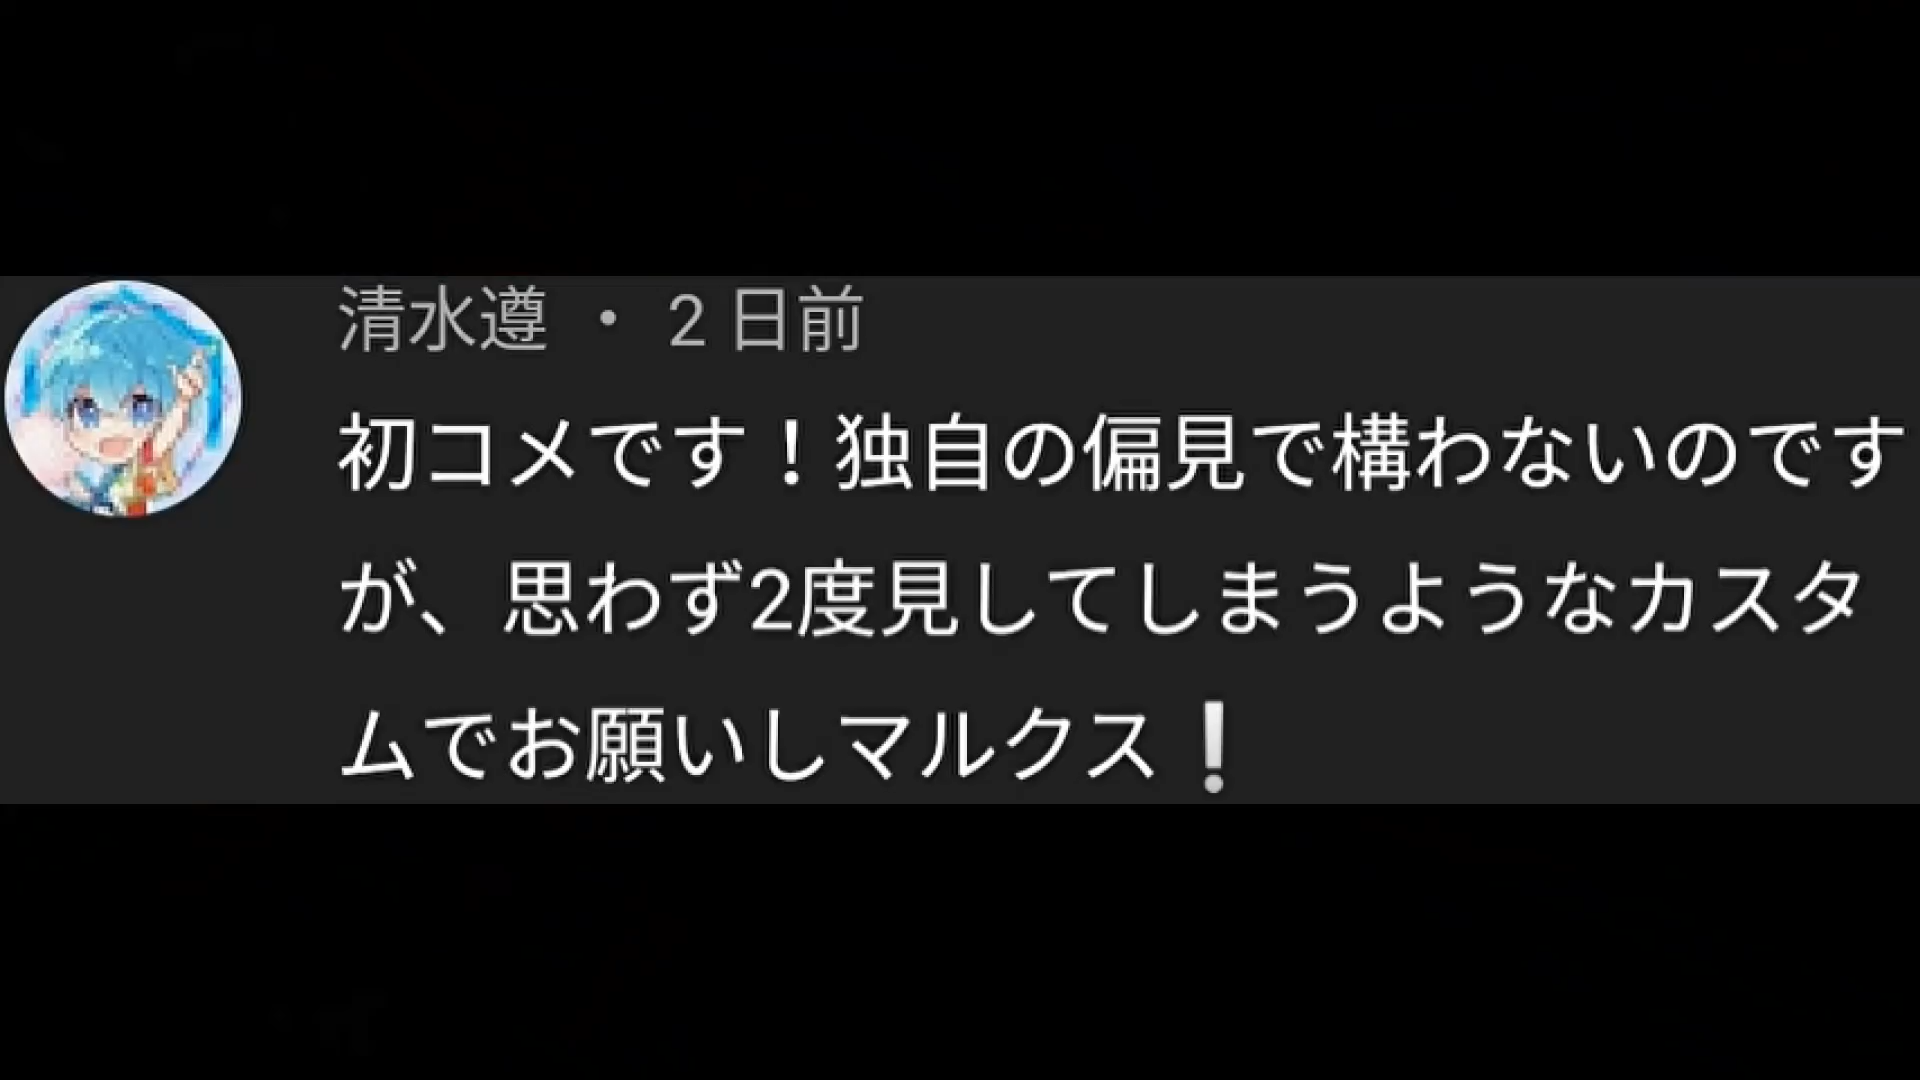 清水遵 · 2 日前
初コメです！独自の偏見で構わないのです
が、思わず2度見してしまうようなカスタ
ムでお願いしマルクス❕